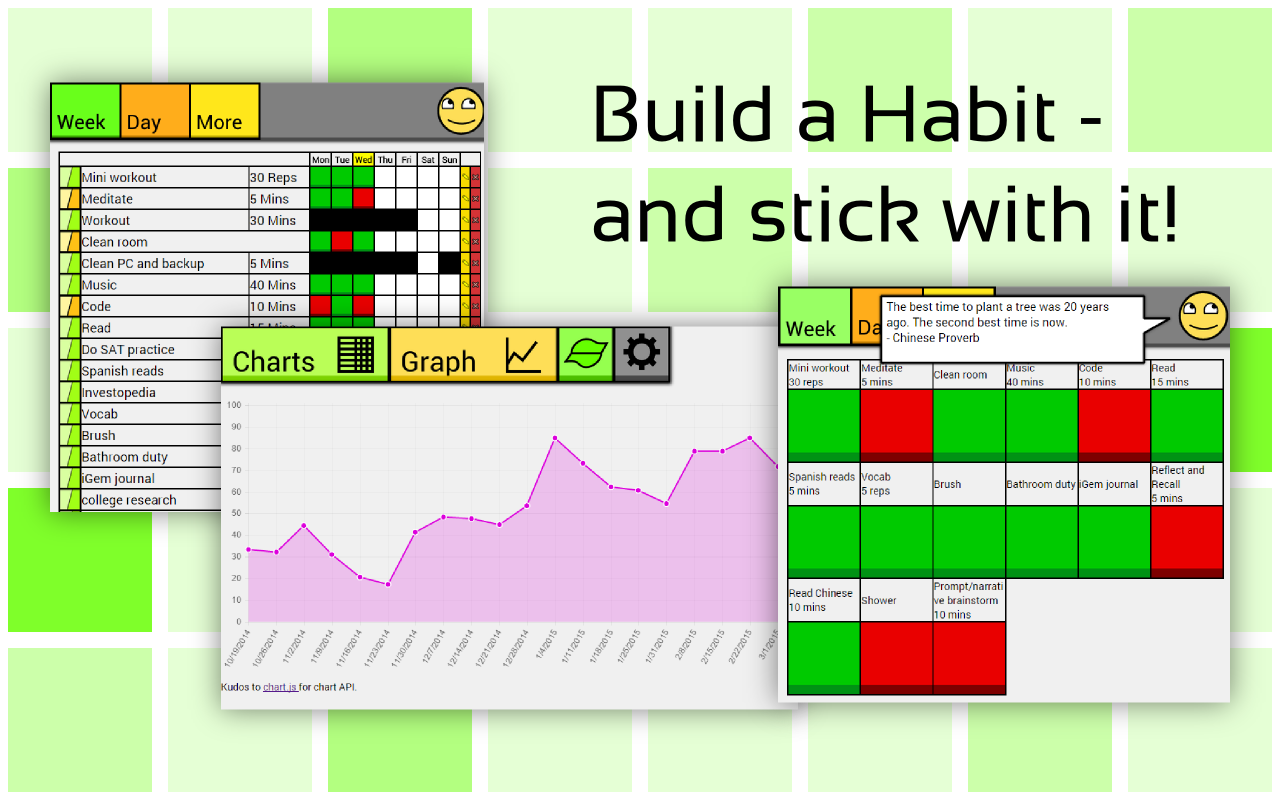 Build a Habit -
and stick with it!
Week Day More
Mon Tue Wed Thu Fri Sat Sun
Mini workout 30 Reps
Meditate 5 Mins
Workout 30 Mins
Clean room
Clean PC and backup 5 Mins
Music 40 Mins
Code 10 Mins
Read 15 Mins
Do SAT practice
Spanish reads
Investopedia
Vocab
Brush
Bathroom duty
iGem journal
college research
Charts Graph
100
90
80
70
60
50
40
30
20
10
0
10/19/2014 10/26/2014 11/2/2014 11/9/2014 11/16/2014 11/23/2014 11/30/2014 12/7/2014 12/14/2014 12/21/2014 12/28/2014 1/4/2015 1/11/2015 1/18/2015 1/25/2015 1/31/2015 2/8/2015 2/15/2015 2/22/2015 3/1/2015
Kudos to chart.js for chart API.
Week Da
The best time to plant a tree was 20 years
ago. The second best time is now.
- Chinese Proverb
Mini workout
30 reps
Meditate
5 mins
Clean room
Music
40 mins
Code
10 mins
Read
15 mins
Spanish reads
5 mins
Vocab
5 reps
Brush
Bathroom duty
iGem journal
Reflect and
Recall
5 mins
Read Chinese
10 mins
Shower
Prompt/narrati
ve brainstorm
10 mins